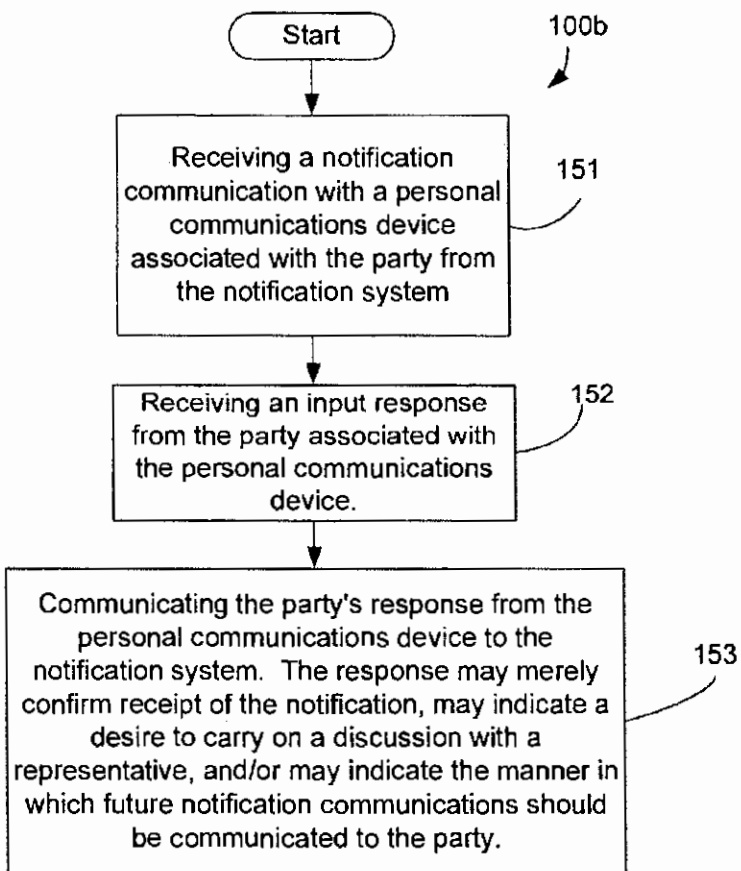 Start
100b
Receiving a notification
communication with a personal
communications device
associated with the party from
the notification system
151
Receiving an input response
from the party associated with
the personal communications
device.
152
Communicating the party's response from the
personal communications device to the
notification system. The response may merely
confirm receipt of the notification, may indicate a
desire to carry on a discussion with a
representative, and/or may indicate the manner in
which future notification communications should
be communicated to the party.
153